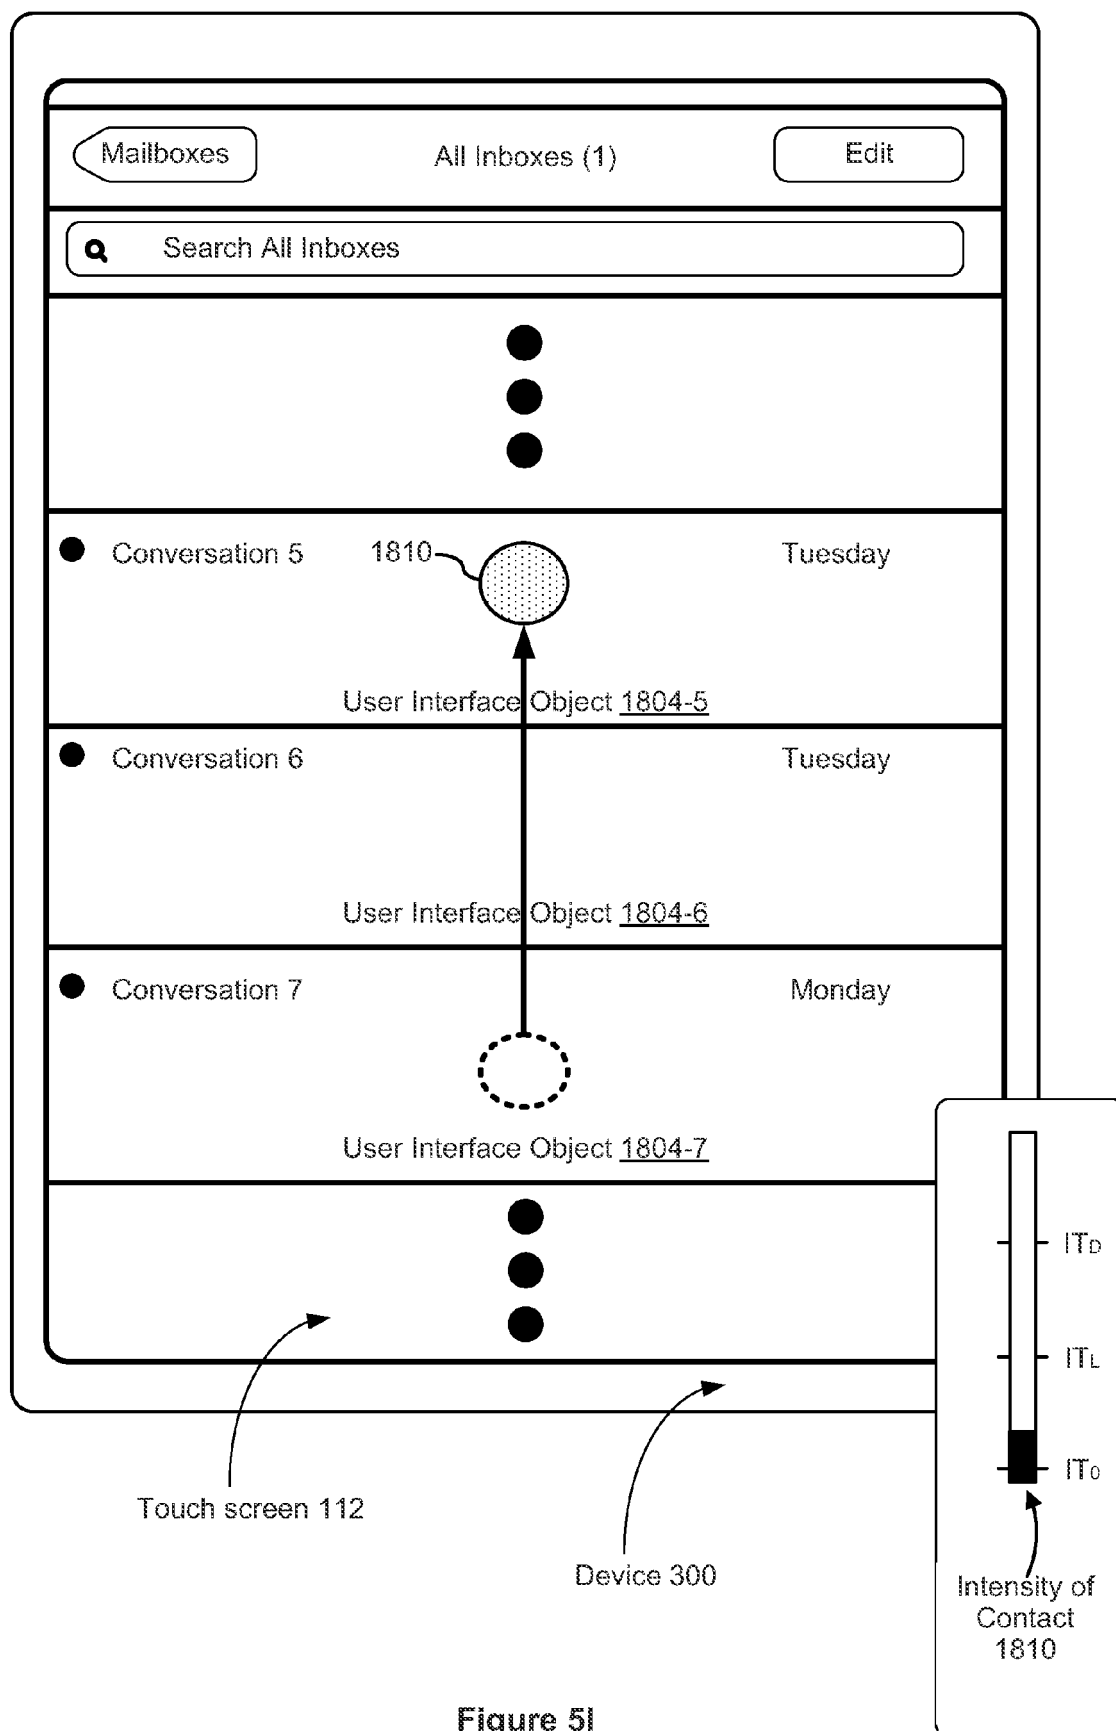 Mailboxes
All Inboxes (1)
Edit
Search All Inboxes
Conversation 5
1810
Tuesday
User Interface Object 1804-5
Conversation 6
Tuesday
User Interface Object 1804-6
Conversation 7
Monday
User Interface Object 1804-7
ITD
ITL
IT0
Touch screen 112
Device 300
Intensity of
Contact
1810
Figure 5I